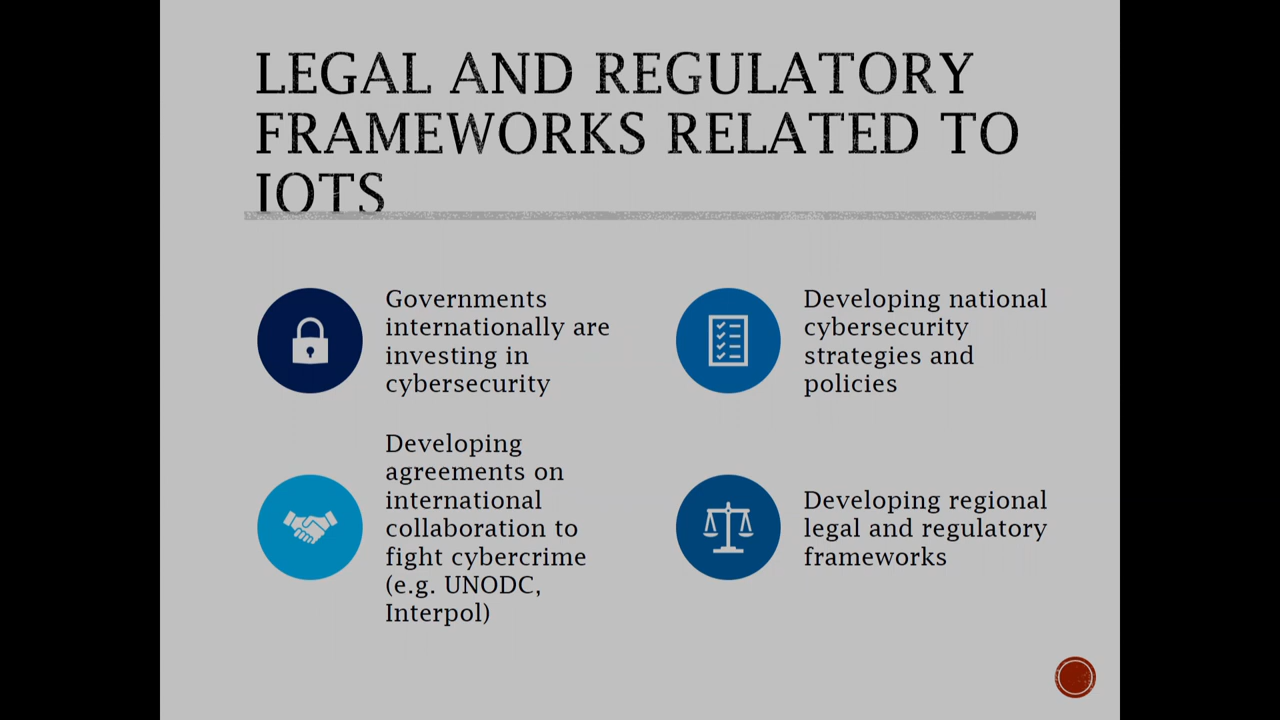 LEGAL AND REGULATORY
FRAMEWORKS RELATED TO
IOTS
Governments
internationally are
investing in
cybersecurity
Developing national
cybersecurity
strategies and
policies
Developing
agreements on
international
collaboration to
fight cybercrime
(e.g. UNODC,
Interpol)
Developing regional
legal and regulatory
frameworks